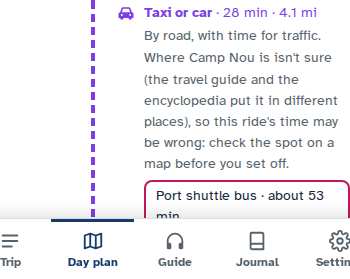 Taxi or car · 28 min · 4.1 mi
By road, with time for traffic.
Where Camp Nou is isn't sure
(the travel guide and the
encyclopedia put it in different
places), so this ride's time may
be wrong: check the spot on a
map before you set off.
Port shuttle bus · about 53
min
Trip
Day plan
Guide
Journal